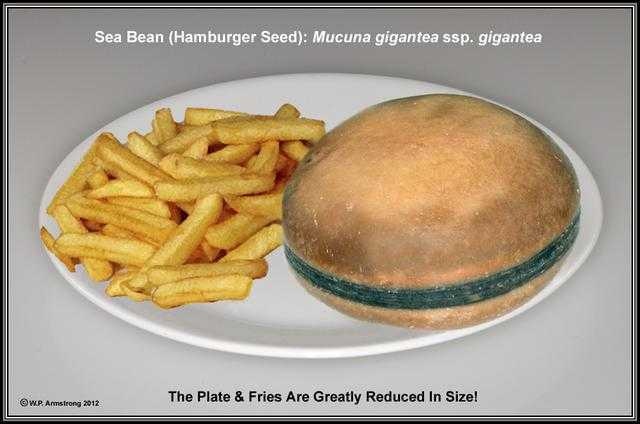 Sea Bean (Hamburger Seed): Mucuna gigantea ssp. gigantea
The Plate & Fries Are Greatly Reduced In Size!
© W.P. Armstrong 2012